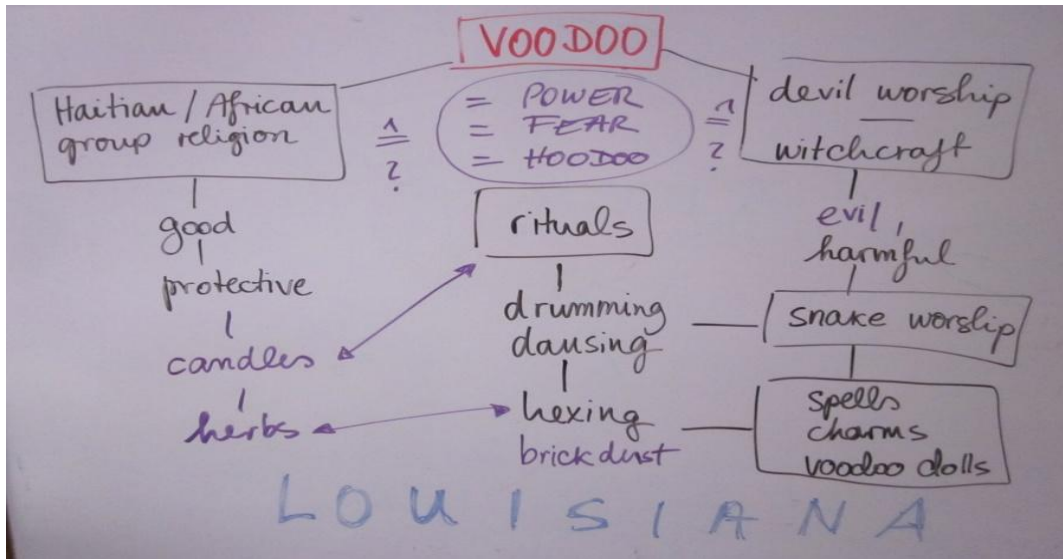 VOODOO
Haitian / African
group religion
= POWER
= FEAR
= HOODOO
≙
?
≙
?
devil worship
—
witchcraft
good
protective
candles
herbs
rituals
drumming
dausing
hexing
brick dust
evil,
harmful
snake worship
spells
charms
voodoo dolls
LOUISIANA